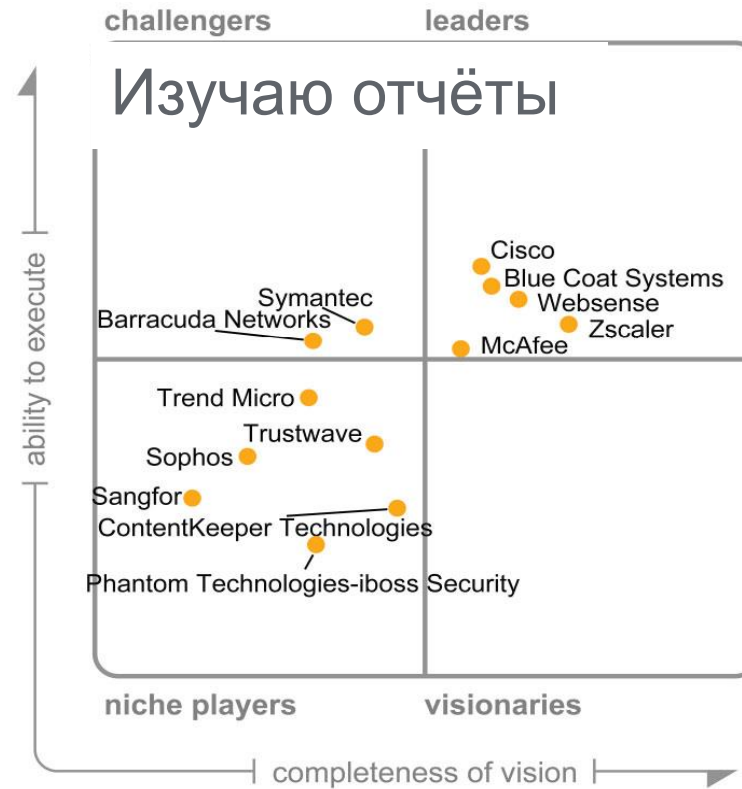 challengers
leaders
Изучаю отчёты
ability to execute
Cisco
Blue Coat Systems
Symantec
Websense
Barracuda Networks
Zscaler
McAfee
Trend Micro
Trustwave
Sophos
Sangfor
ContentKeeper Technologies
Phantom Technologies-iboss Security
niche players
visionaries
completeness of vision